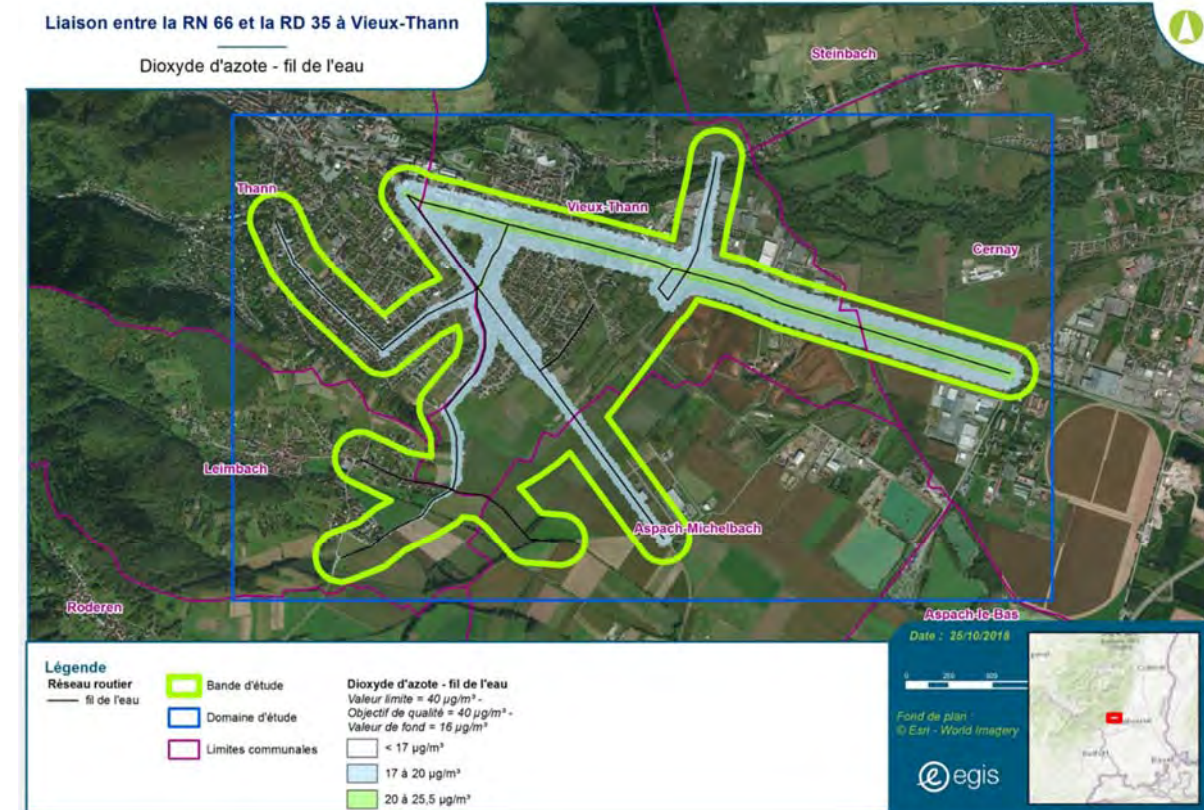 Liaison entre la RN 66 et la RD 35 à Vieux-Thann
Dioxyde d'azote - fil de l'eau
Steinbach
Thann
Vieux-Thann
Cernay
Leimbach
Aspach-Michelbach
Roderen
Aspach-le-Bas
Légende
Réseau routier
fil de l'eau
Bande d'étude
Domaine d'étude
Limites communales
Dioxyde d'azote - fil de l'eau
Valeur limite = 40 µg/m³ -
Objectif de qualité = 40 µg/m³ -
Valeur de fond = 16 µg/m³
< 17 µg/m³
17 à 20 µg/m³
20 à 25,5 µg/m³
Date : 25/10/2018
0
Fond de plan :
© Esri - World Imagery
egis